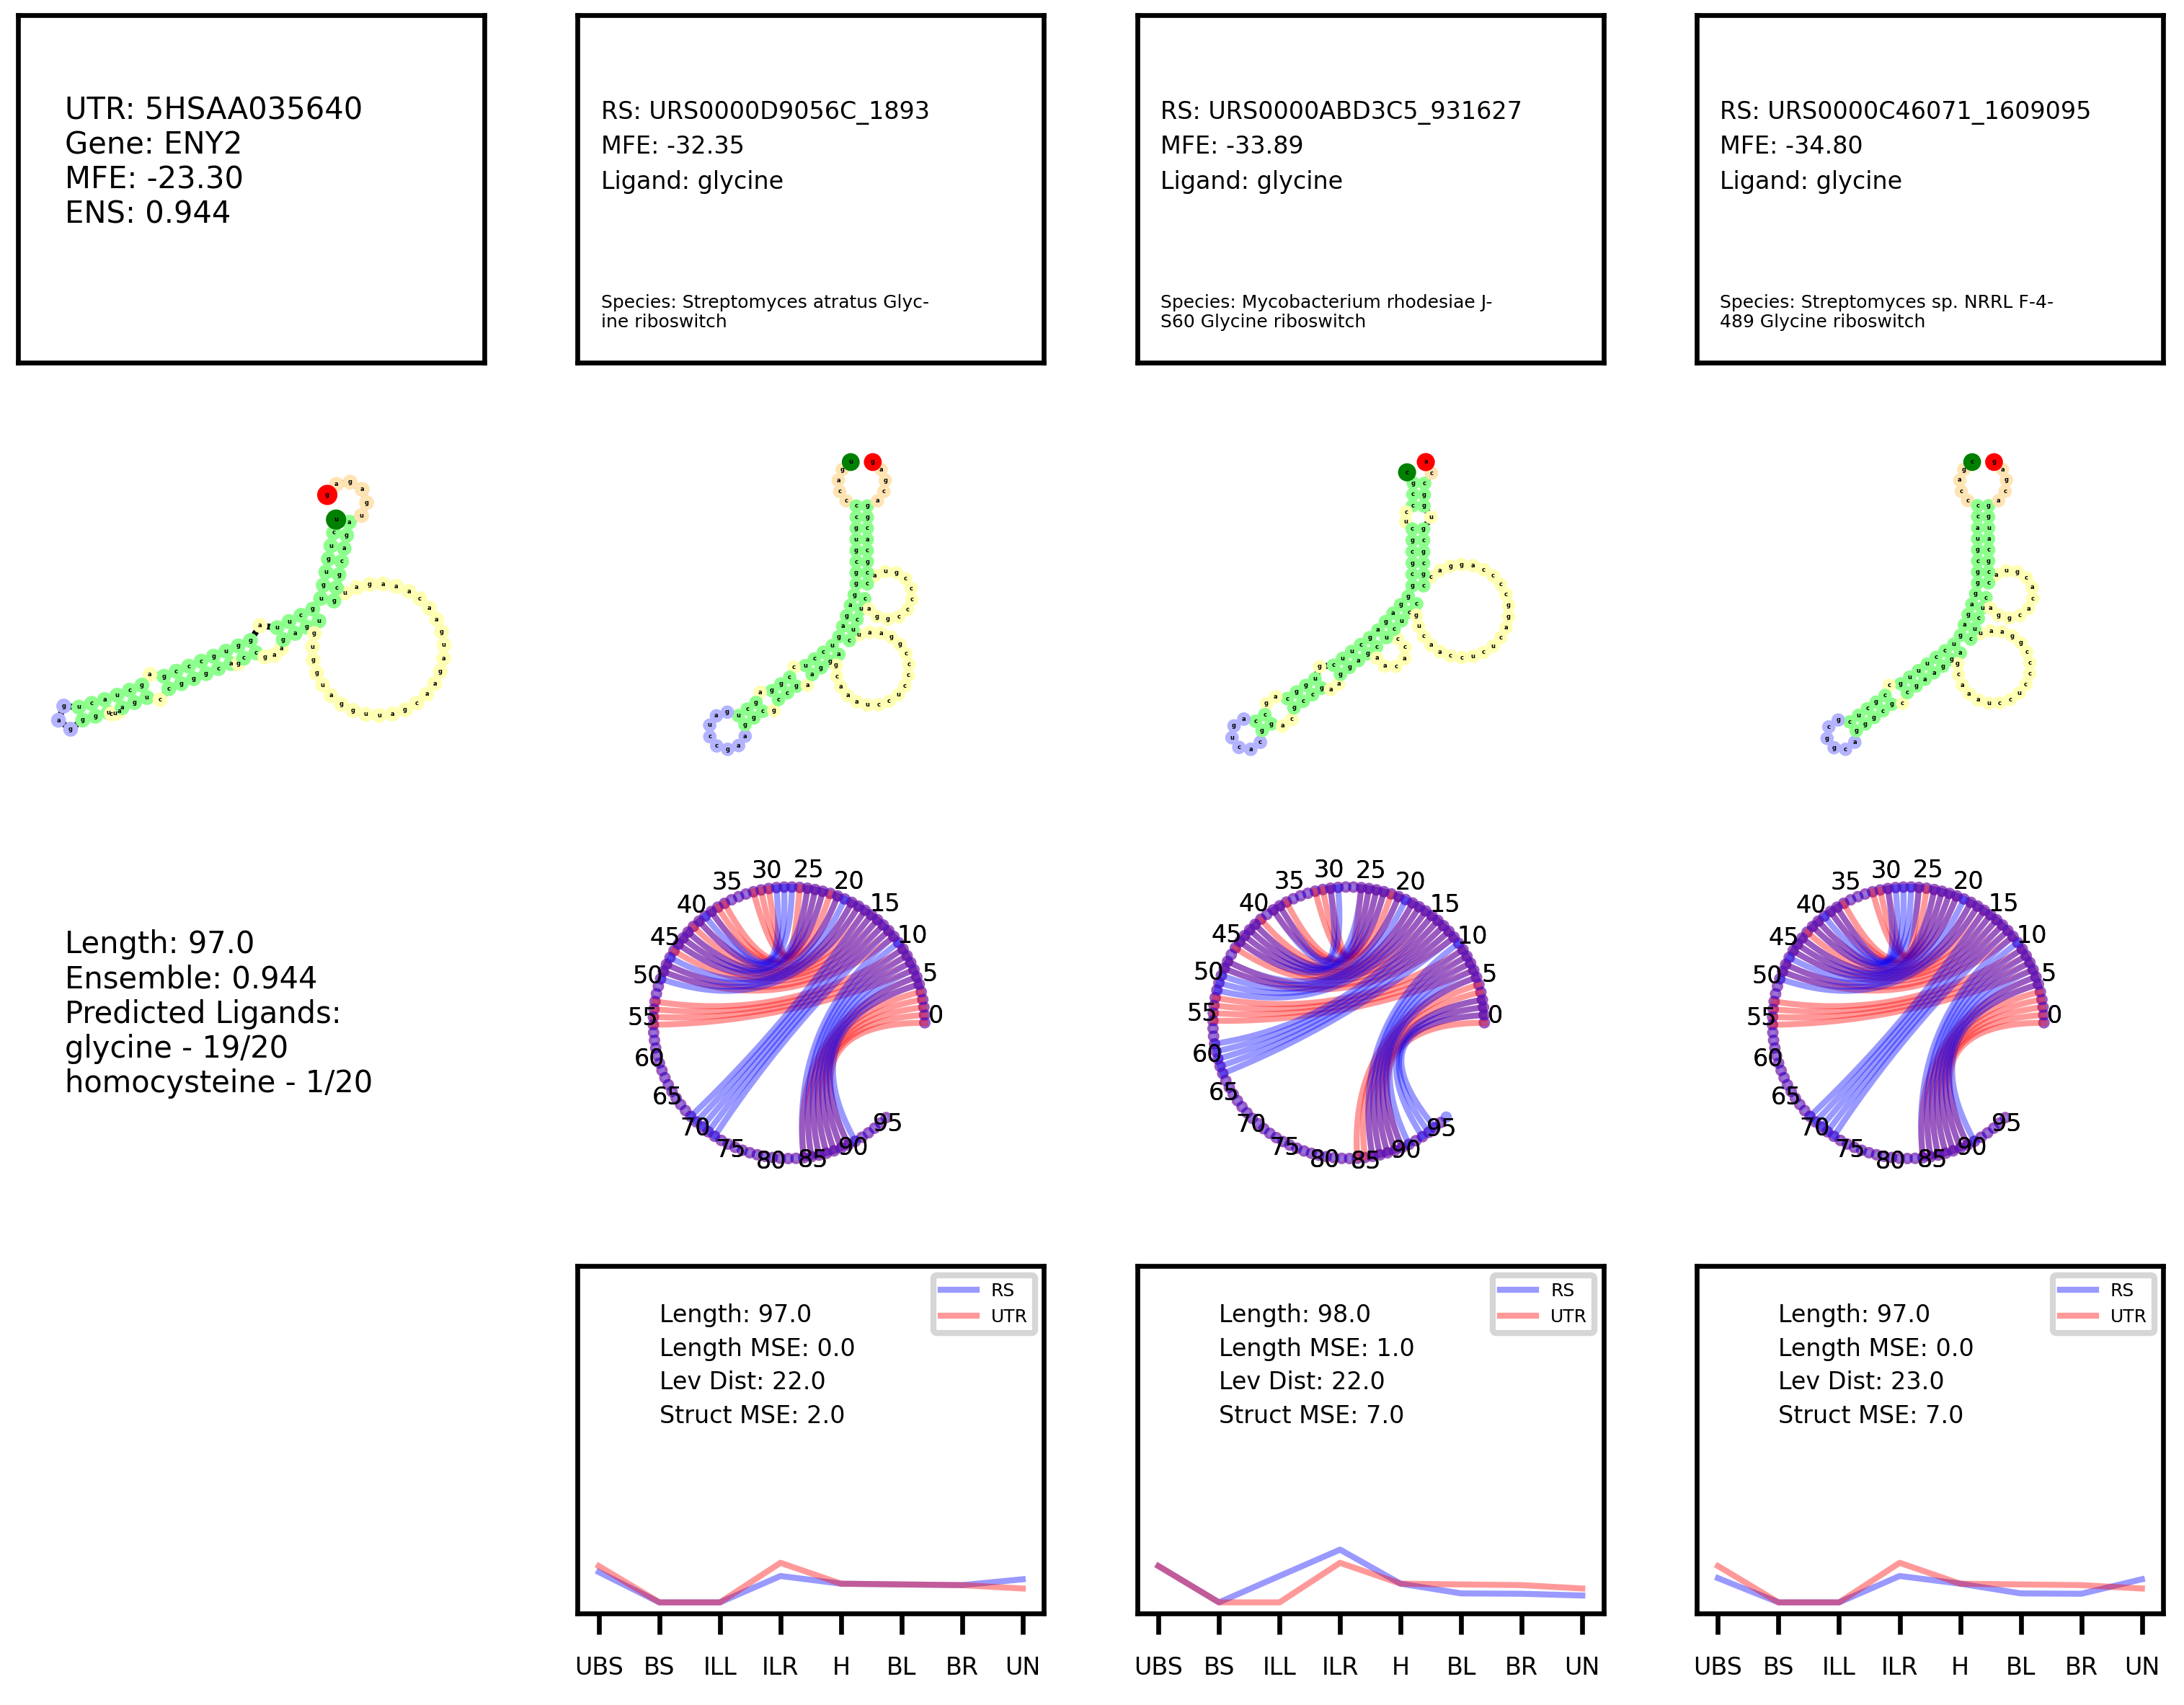 UTR: 5HSAA035640
Gene: ENY2
MFE: -23.30
ENS: 0.944
RS: URS0000D9056C_1893
MFE: -32.35
Ligand: glycine
Species: Streptomyces atratus Glyc-
ine riboswitch
RS: URS0000ABD3C5_931627
MFE: -33.89
Ligand: glycine
Species: Mycobacterium rhodesiae J-
S60 Glycine riboswitch
RS: URS0000C46071_1609095
MFE: -34.80
Ligand: glycine
Species: Streptomyces sp. NRRL F-4-
489 Glycine riboswitch
Length: 97.0
Ensemble: 0.944
Predicted Ligands:
glycine - 19/20
homocysteine - 1/20
0 5 10 15 20 25 30 35 40 45 50 55 60 65 70 75 80 85 90 95
0 5 10 15 20 25 30 35 40 45 50 55 60 65 70 75 80 85 90 95
0 5 10 15 20 25 30 35 40 45 50 55 60 65 70 75 80 85 90 95
RS
UTR
Length: 97.0
Length MSE: 0.0
Lev Dist: 22.0
Struct MSE: 2.0
UBS BS ILL ILR H BL BR UN
RS
UTR
Length: 98.0
Length MSE: 1.0
Lev Dist: 22.0
Struct MSE: 7.0
UBS BS ILL ILR H BL BR UN
RS
UTR
Length: 97.0
Length MSE: 0.0
Lev Dist: 23.0
Struct MSE: 7.0
UBS BS ILL ILR H BL BR UN